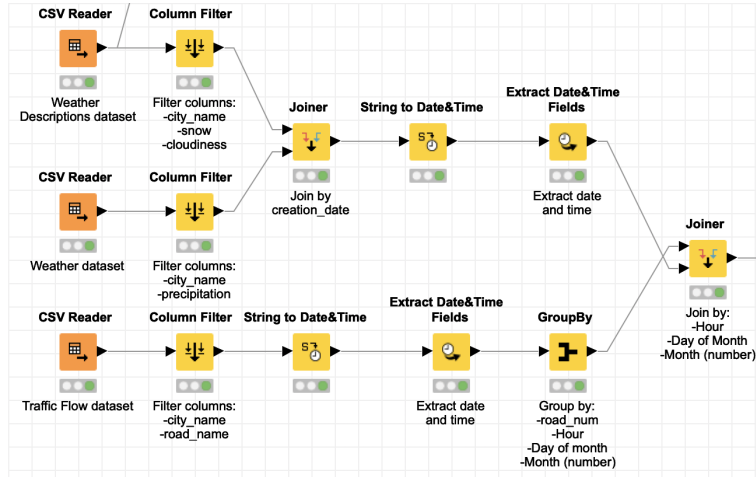 CSV Reader
Column Filter
Weather
Descriptions dataset
Filter columns:
-city_name
-snow
-cloudiness
Joiner
String to Date&Time
Extract Date&Time
Fields
S
Join by
creation_date
Extract date
and time
CSV Reader
Column Filter
Weather dataset
Filter columns:
-city_name
-precipitation
Joiner
Join by:
-Hour
-Day of Month
-Month (number)
CSV Reader
Column Filter
String to Date&Time
Extract Date&Time
Fields
GroupBy
S
Traffic Flow dataset
Filter columns:
-city_name
-road_name
Extract date
and time
Group by:
-road_num
-Hour
-Day of month
-Month (number)